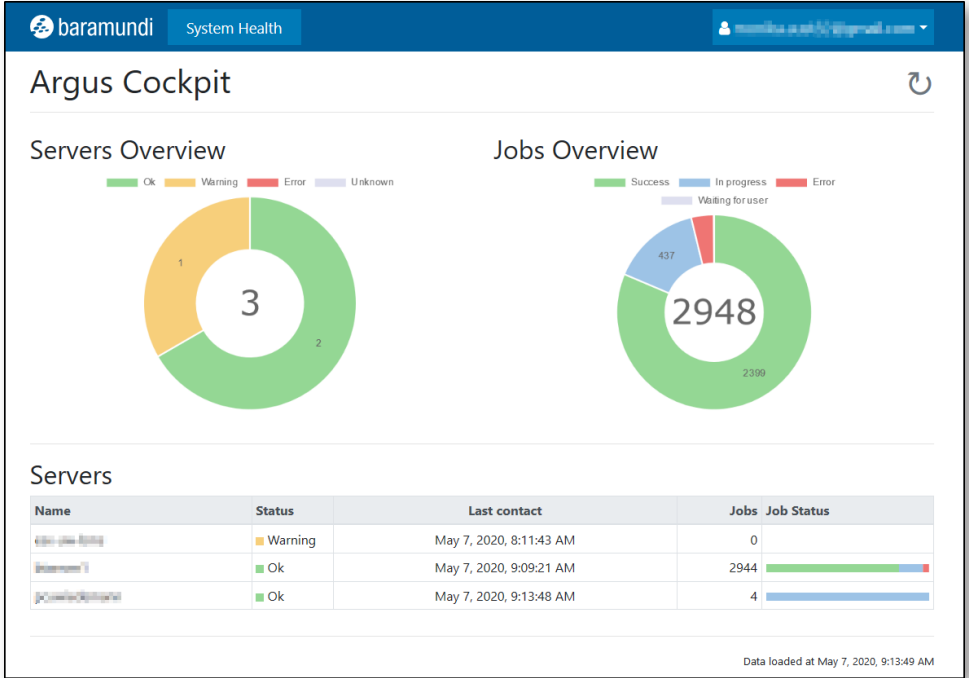 baramundi System Health
Argus Cockpit
Servers Overview
Ok Warning Error Unknown
1
3
2
Jobs Overview
Success In progress Error
Waiting for user
437
2948
2399
Servers
Name Status Last contact Jobs Job Status
Warning May 7, 2020, 8:11:43 AM 0
Ok May 7, 2020, 9:09:21 AM 2944
Ok May 7, 2020, 9:13:48 AM 4
Data loaded at May 7, 2020, 9:13:49 AM